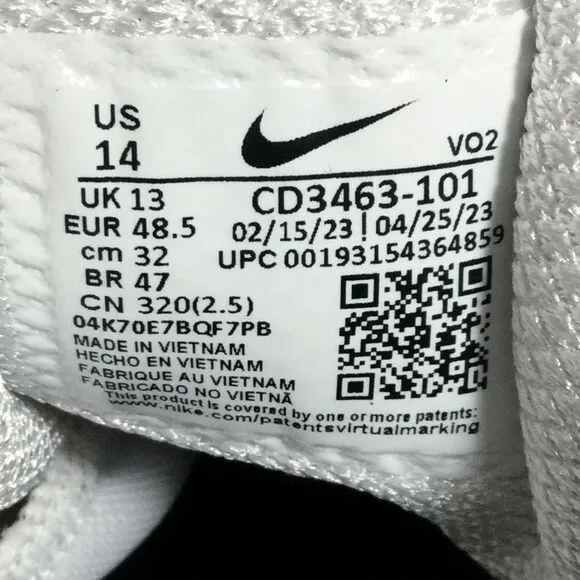 US
14
VO2
UK 13
EUR 48.5
cm 32
BR 47
CN 320(2.5)
CD3463-101
02/15/23 | 04/25/23
UPC 00193154364859
04K70E7BQF7PB
MADE IN VIETNAM
HECHO EN VIETNAM
FABRIQUE AU VIETNAM
FABRICADO NO VIETNÃ
This product is covered by one or more patents:
www.nike.com/patentsvirtualmarking